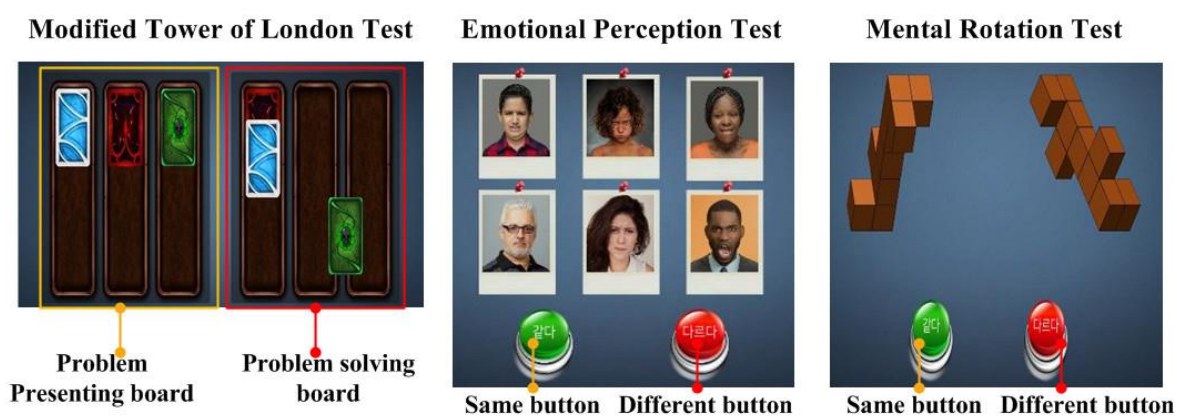 Modified Tower of London Test
Emotional Perception Test
Mental Rotation Test
같다
다르다
같다
다르다
Problem
Presenting board
Problem solving
board
Same button
Different button
Same button
Different button